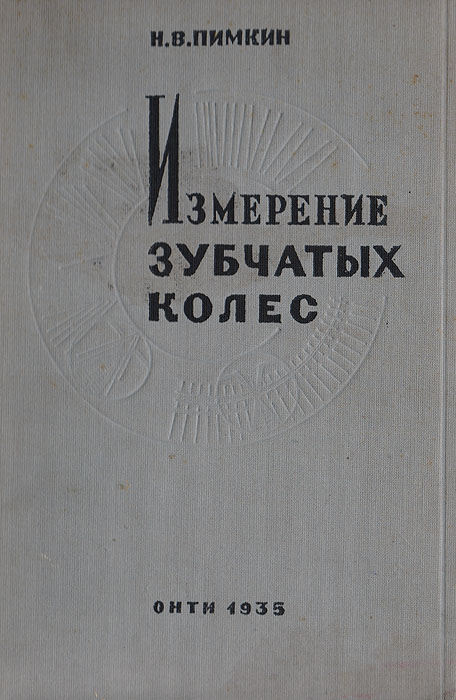 Н.В.ПИМКИН
ИЗМЕРЕНИЕ
ЗУБЧАТЫХ
КОЛЕС
ОНТИ 1935